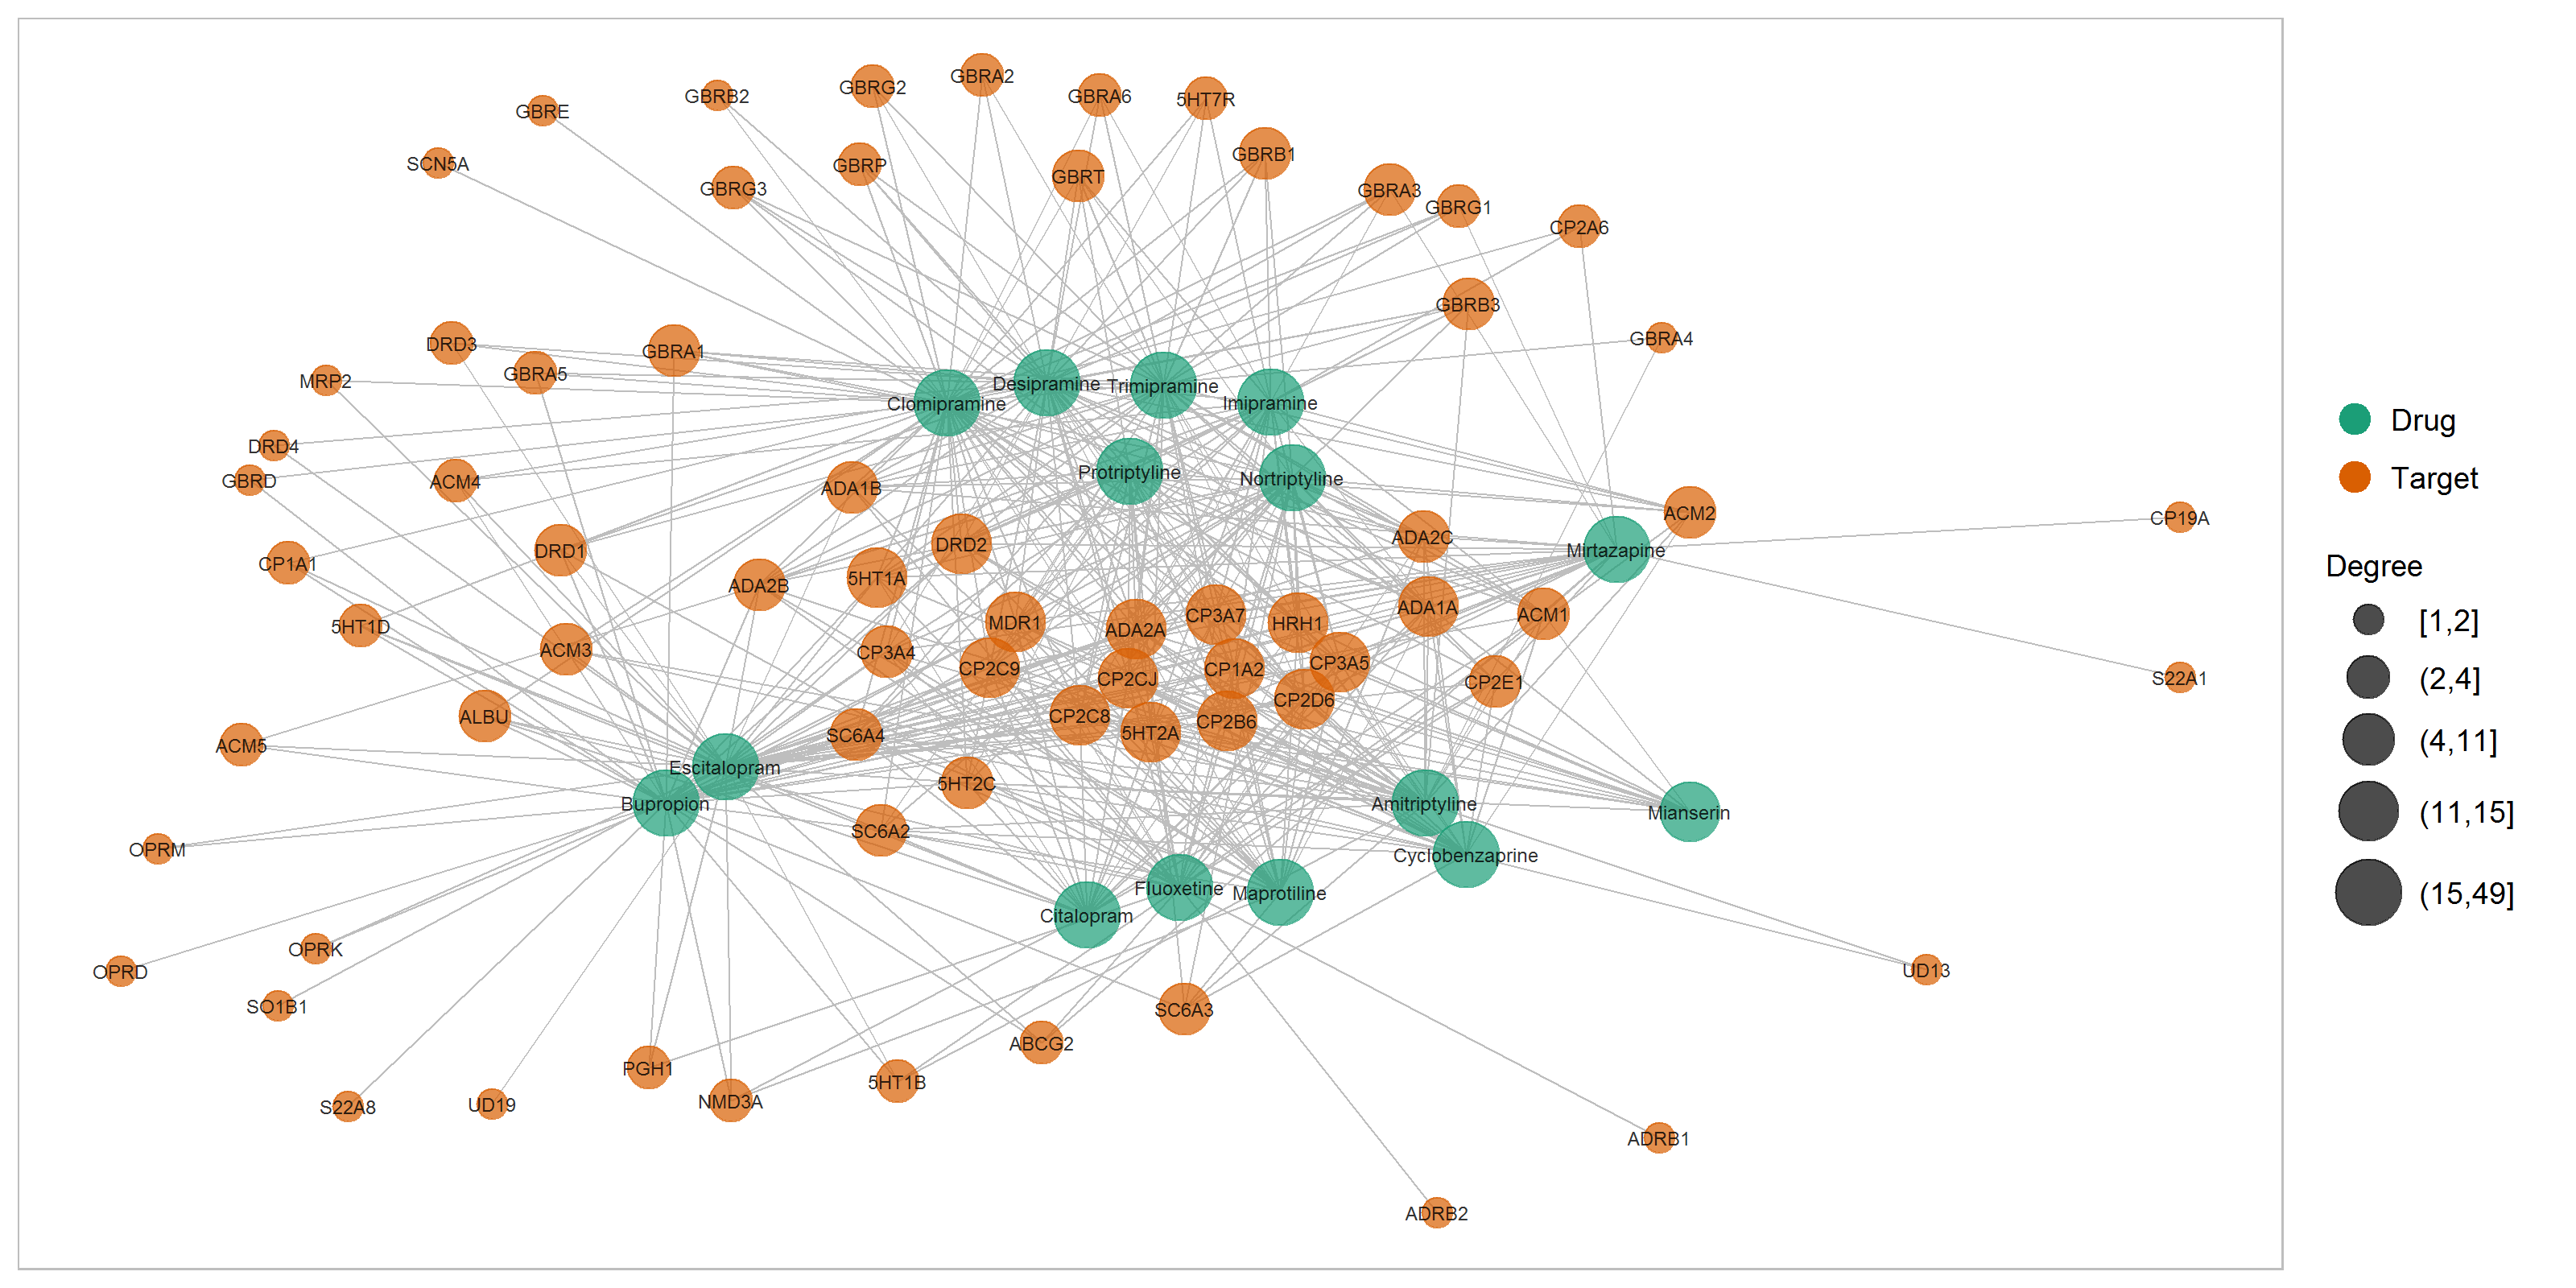 GBRA2
GBRG2
GBRB2
GBRA6
5HT7R
GBRE
GBRB1
SCN5A
GBRP
GBRT
GBRG3
GBRA3
GBRG1
CP2A6
GBRB3
GBRA4
DRD3
GBRA1
GBRA5
MRP2
Desipramine
Trimipramine
Clomipramine
Imipramine
DRD4
GBRD
ACM4
Protriptyline
Nortriptyline
ADA1B
ACM2
CP19A
DRD1
DRD2
ADA2C
Mirtazapine
CP1A1
ADA2B
5HT1A
5HT1D
MDR1
ADA2A
CP3A7
HRH1
ADA1A
ACM1
ACM3
CP3A4
CP2C9
CP2CJ
CP1A2
CP3A5
CP2E1
S22A1
ALBU
CP2C8
5HT2A
CP2B6
CP2D6
ACM5
SC6A4
Escitalopram
5HT2C
Bupropion
Amitriptyline
Mianserin
SC6A2
OPRM
Cyclobenzaprine
Fluoxetine
Maprotiline
Citalopram
OPRK
OPRD
UD13
SO1B1
SC6A3
ABCG2
PGH1
5HT1B
NMD3A
S22A8
UD19
ADRB1
ADRB2
Drug
Target
Degree
[1,2]
(2,4]
(4,11]
(11,15]
(15,49]